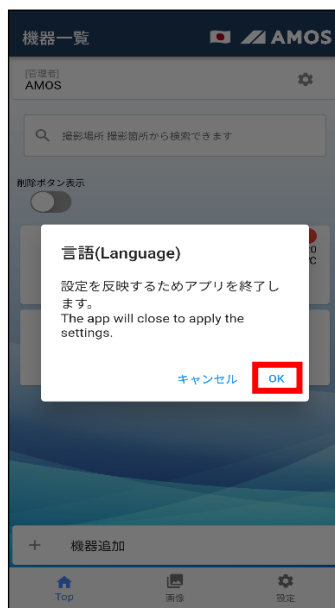 機器一覧 AMOS
[管理者]
AMOS
撮影場所 撮影箇所から検索できます
削除ボタン表示
言語(Language)
設定を反映するためアプリを終了し
ます。
The app will close to apply the
settings.
キャンセル OK
+ 機器追加
Top 画像 設定